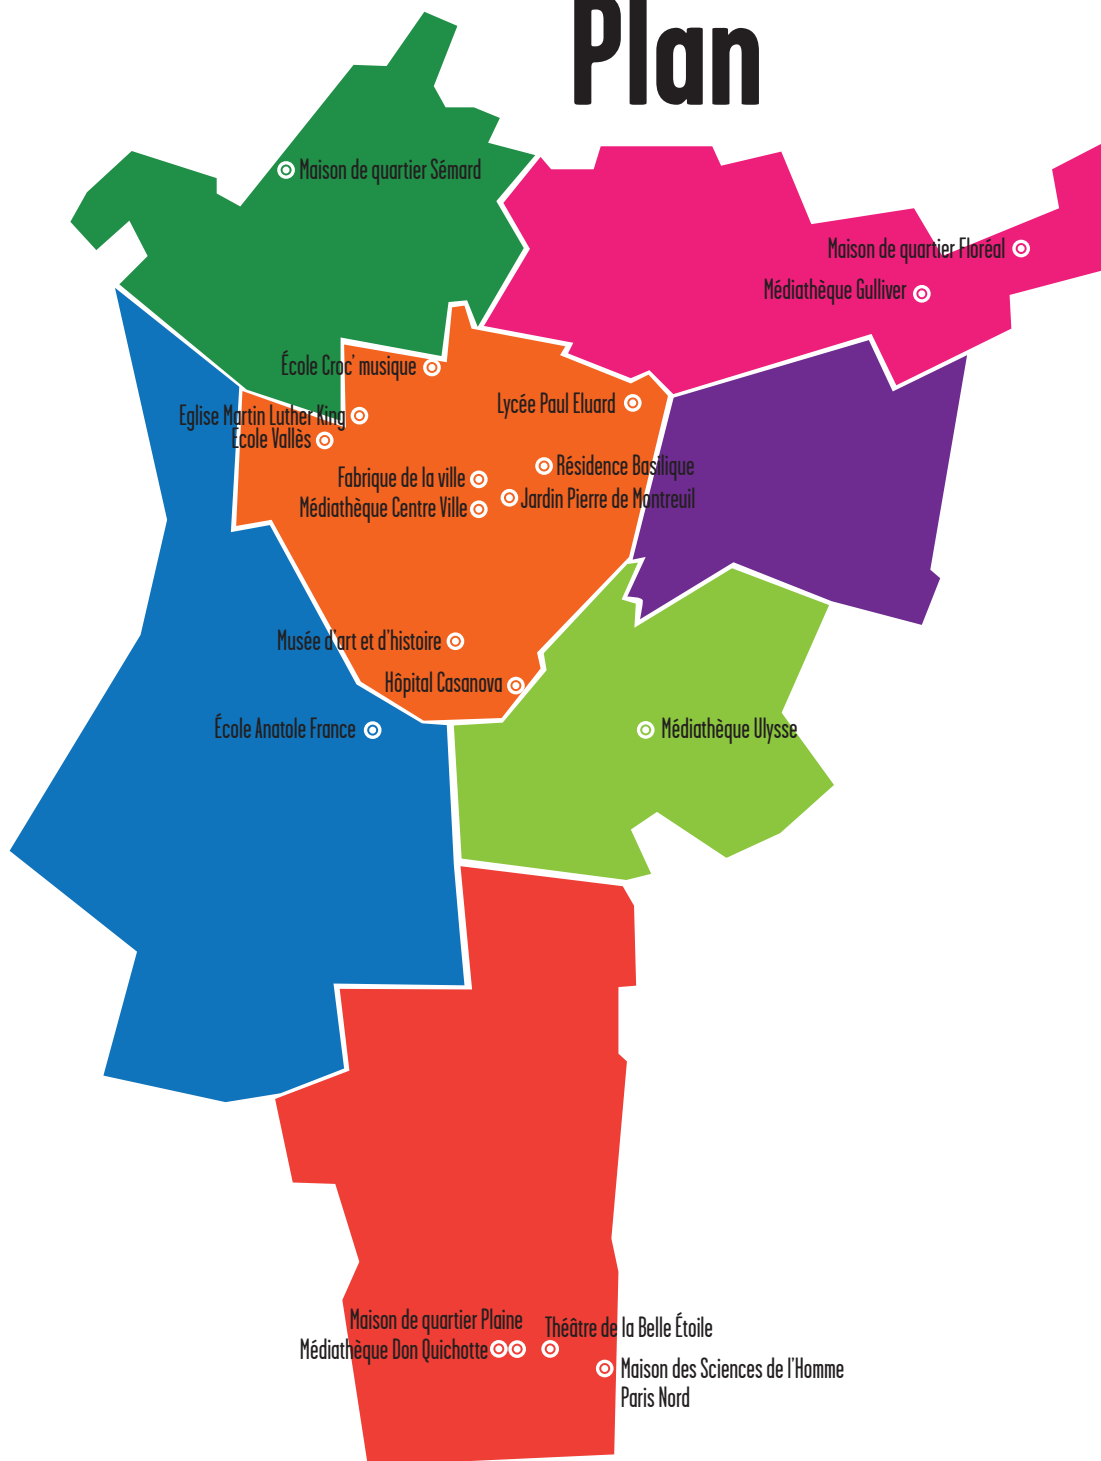 Plan
Maison de quartier Sémard
Maison de quartier Floréal
Médiathèque Gulliver
École Croc’ musique
Lycée Paul Eluard
Eglise Martin Luther King
Ecole Vallès
Résidence Basilique
Fabrique de la ville
Jardin Pierre de Montreuil
Médiathèque Centre Ville
Musée d’art et d’histoire
Hôpital Casanova
École Anatole France
Médiathèque Ulysse
Maison de quartier Plaine
Théâtre de la Belle Étoile
Médiathèque Don Quichotte
Maison des Sciences de l’Homme
Paris Nord